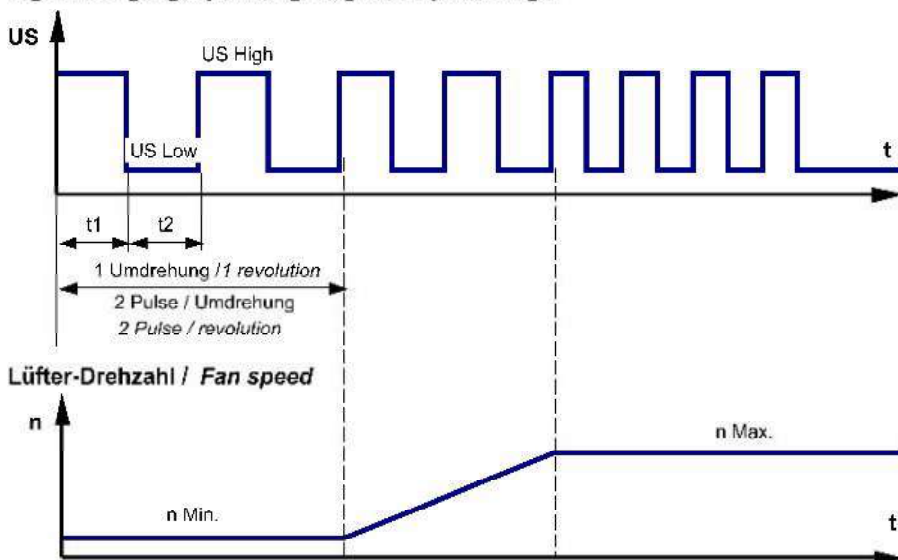 US
US High
US Low
t
t1
t2
1 Umdrehung / 1 revolution
2 Pulse / Umdrehung
2 Pulse / revolution
Lüfter-Drehzahl / Fan speed
n
n Max.
n Min.
t